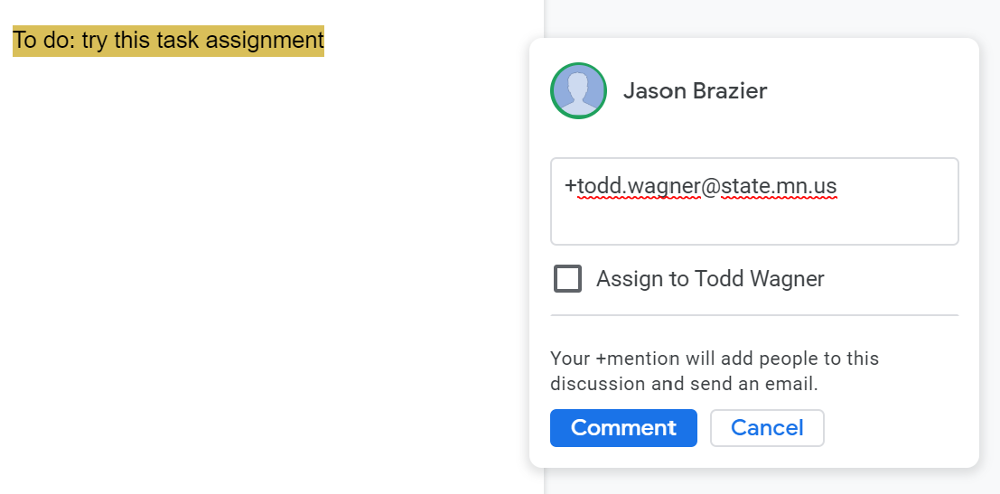 To do: try this task assignment
Jason Brazier
+todd.wagner@state.mn.us
Assign to Todd Wagner
Your +mention will add people to this
discussion and send an email.
Comment Cancel